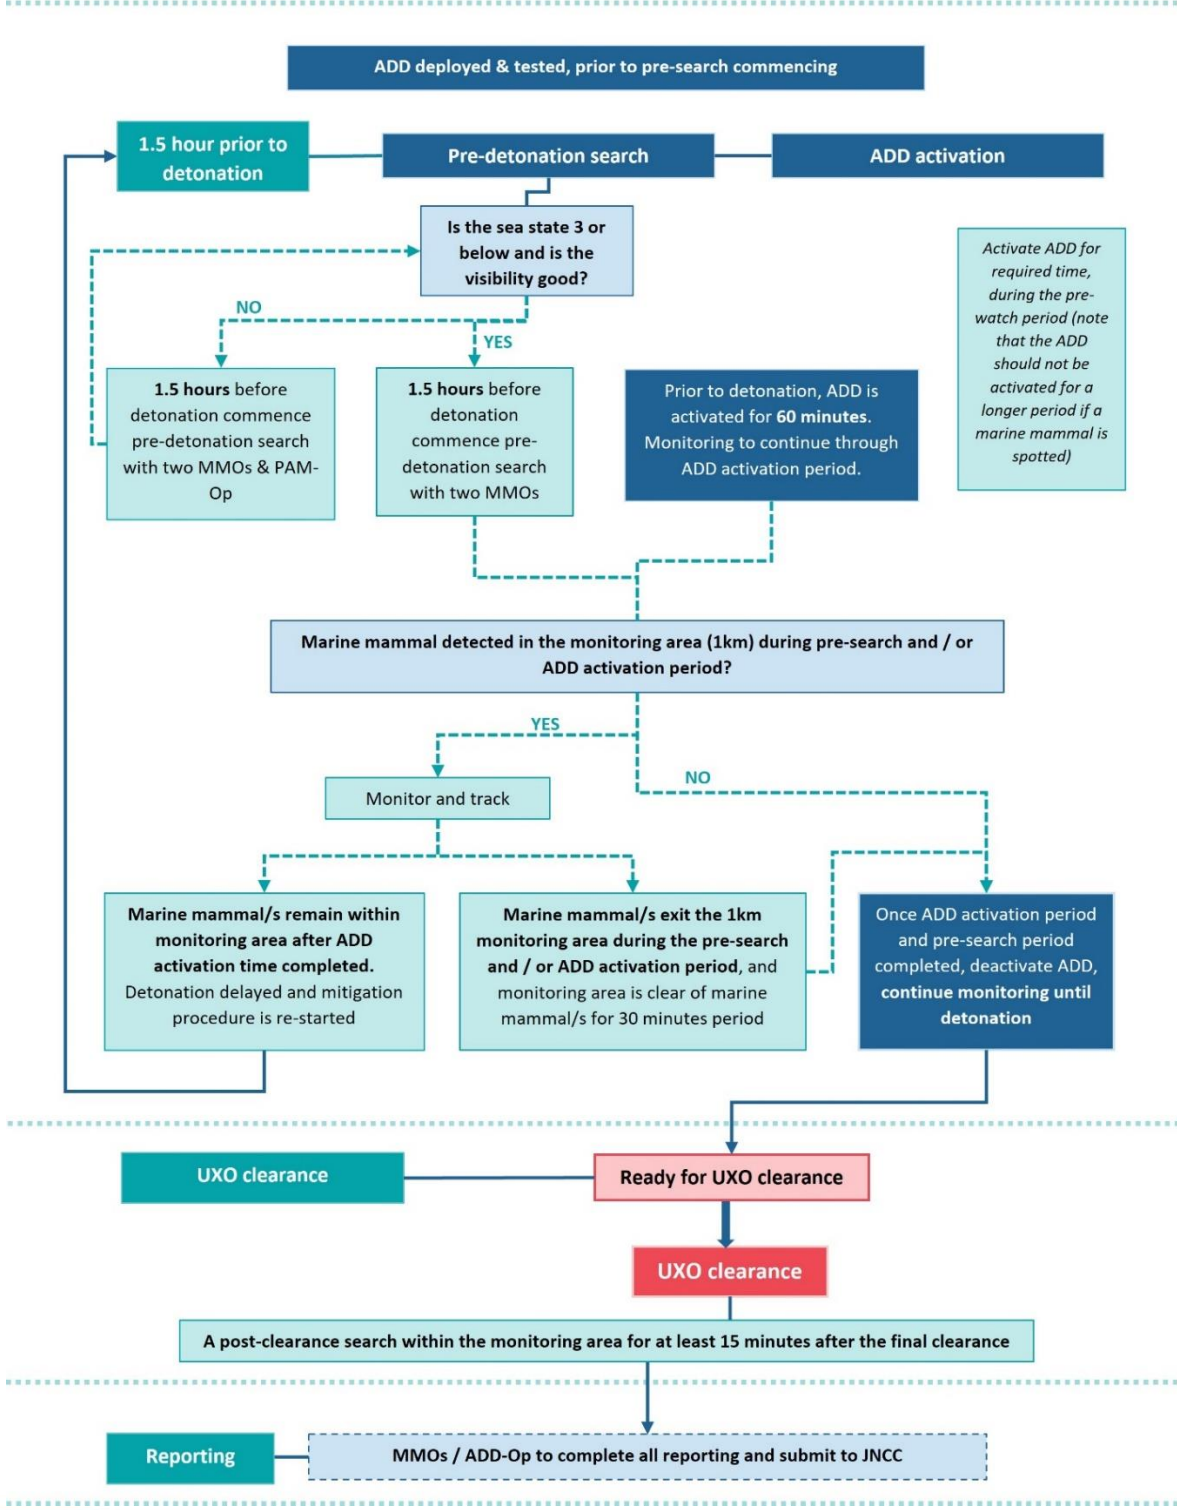 ADD deployed & tested, prior to pre-search commencing
1.5 hour prior to
detonation
Pre-detonation search
ADD activation
Is the sea state 3 or
below and is the
visibility good?
Activate ADD for
required time,
during the pre-
watch period (note
that the ADD
should not be
activated for a
longer period if a
marine mammal is
spotted)
NO
YES
1.5 hours before
detonation commence
pre-detonation search
with two MMOs & PAM-
Op
1.5 hours before
detonation
commence pre-
detonation search
with two MMOs
Prior to detonation, ADD is
activated for 60 minutes.
Monitoring to continue through
ADD activation period.
Marine mammal detected in the monitoring area (1km) during pre-search and / or
ADD activation period?
YES
NO
Monitor and track
Marine mammal/s remain within
monitoring area after ADD
activation time completed.
Detonation delayed and mitigation
procedure is re-started
Marine mammal/s exit the 1km
monitoring area during the pre-search
and / or ADD activation period, and
monitoring area is clear of marine
mammal/s for 30 minutes period
Once ADD activation period
and pre-search period
completed, deactivate ADD,
continue monitoring until
detonation
UXO clearance
Ready for UXO clearance
UXO clearance
A post-clearance search within the monitoring area for at least 15 minutes after the final clearance
Reporting
MMOs / ADD-Op to complete all reporting and submit to JNCC